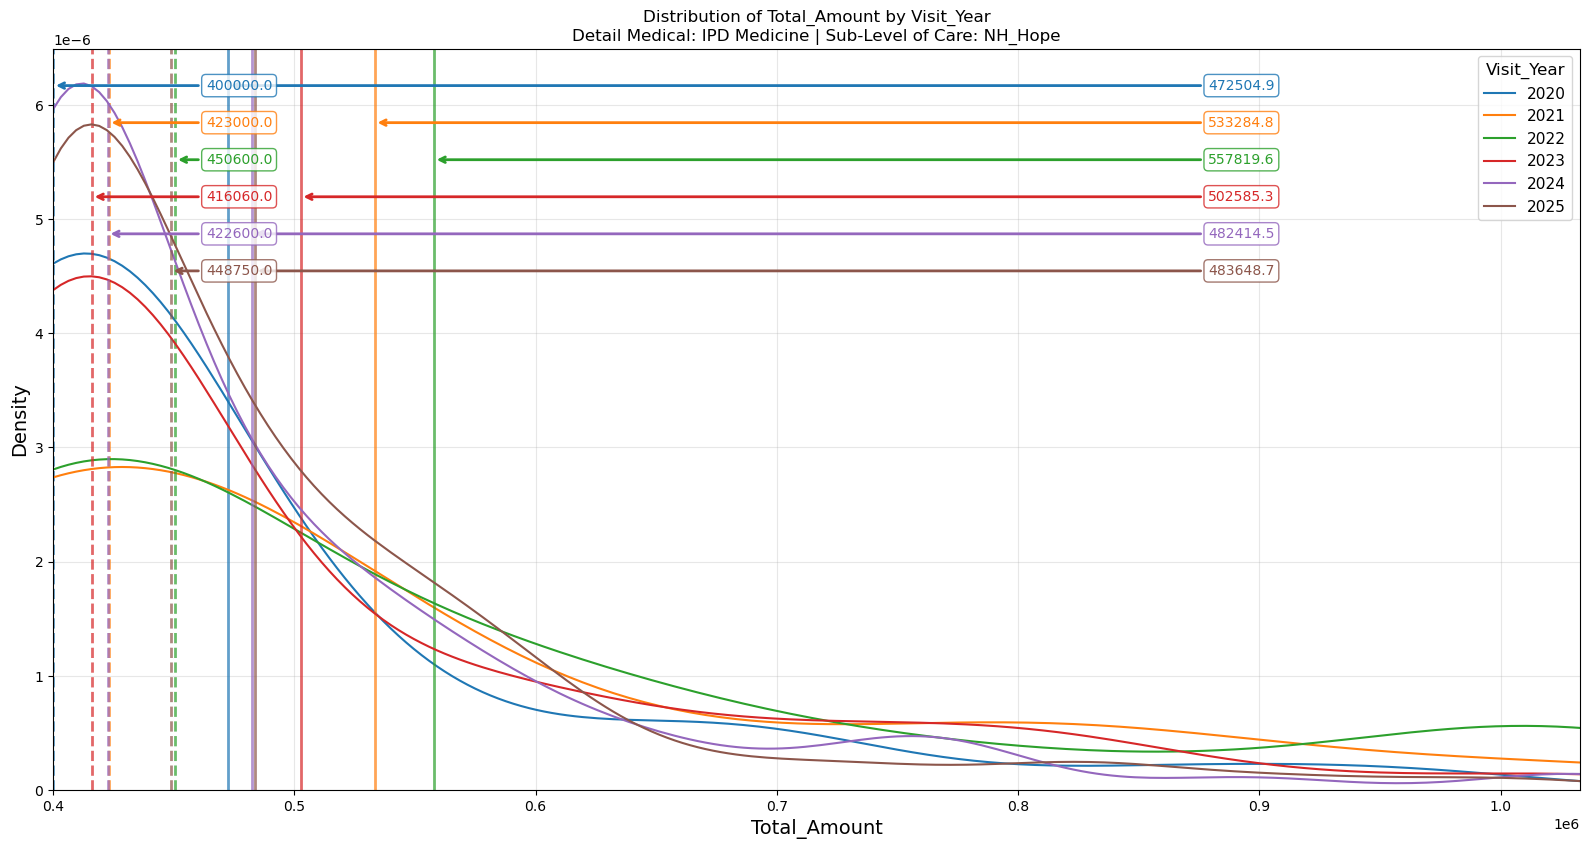 Distribution of Total_Amount by Visit_Year
Detail Medical: IPD Medicine | Sub-Level of Care: NH_Hope
1e−6
Visit_Year
2020
2021
2022
2023
2024
2025
400000.0 472504.9
423000.0 533284.8
450600.0 557819.6
416060.0 502585.3
422600.0 482414.5
448750.0 483648.7
Density
6
5
4
3
2
1
0
0.4 0.5 0.6 0.7 0.8 0.9 1.0
1e6
Total_Amount